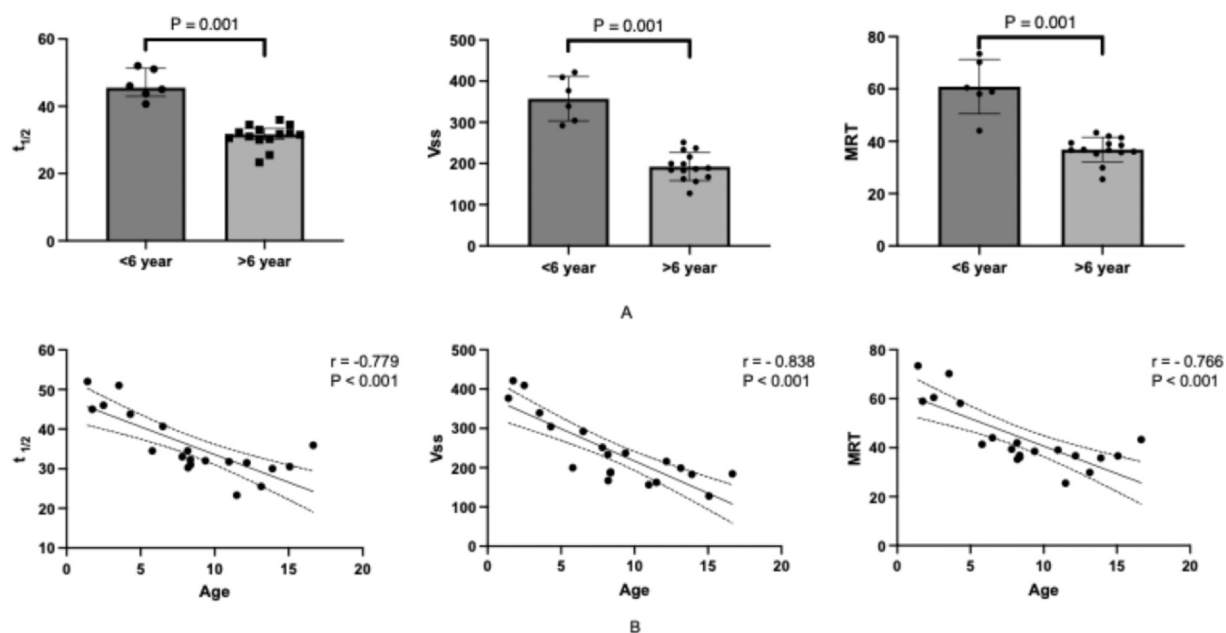 P = 0.001
60
40
20
0
t1/2
<6 year
>6 year
P = 0.001
500
400
300
200
100
0
Vss
<6 year
>6 year
P = 0.001
80
60
40
20
0
MRT
<6 year
>6 year
A
r = -0.779
P < 0.001
60
50
40
30
20
10
t 1/2
0
5
10
15
20
Age
r = - 0.838
P < 0.001
500
400
300
200
100
0
Vss
0
5
10
15
20
Age
r = - 0.766
P < 0.001
80
60
40
20
0
MRT
0
5
10
15
20
Age
B